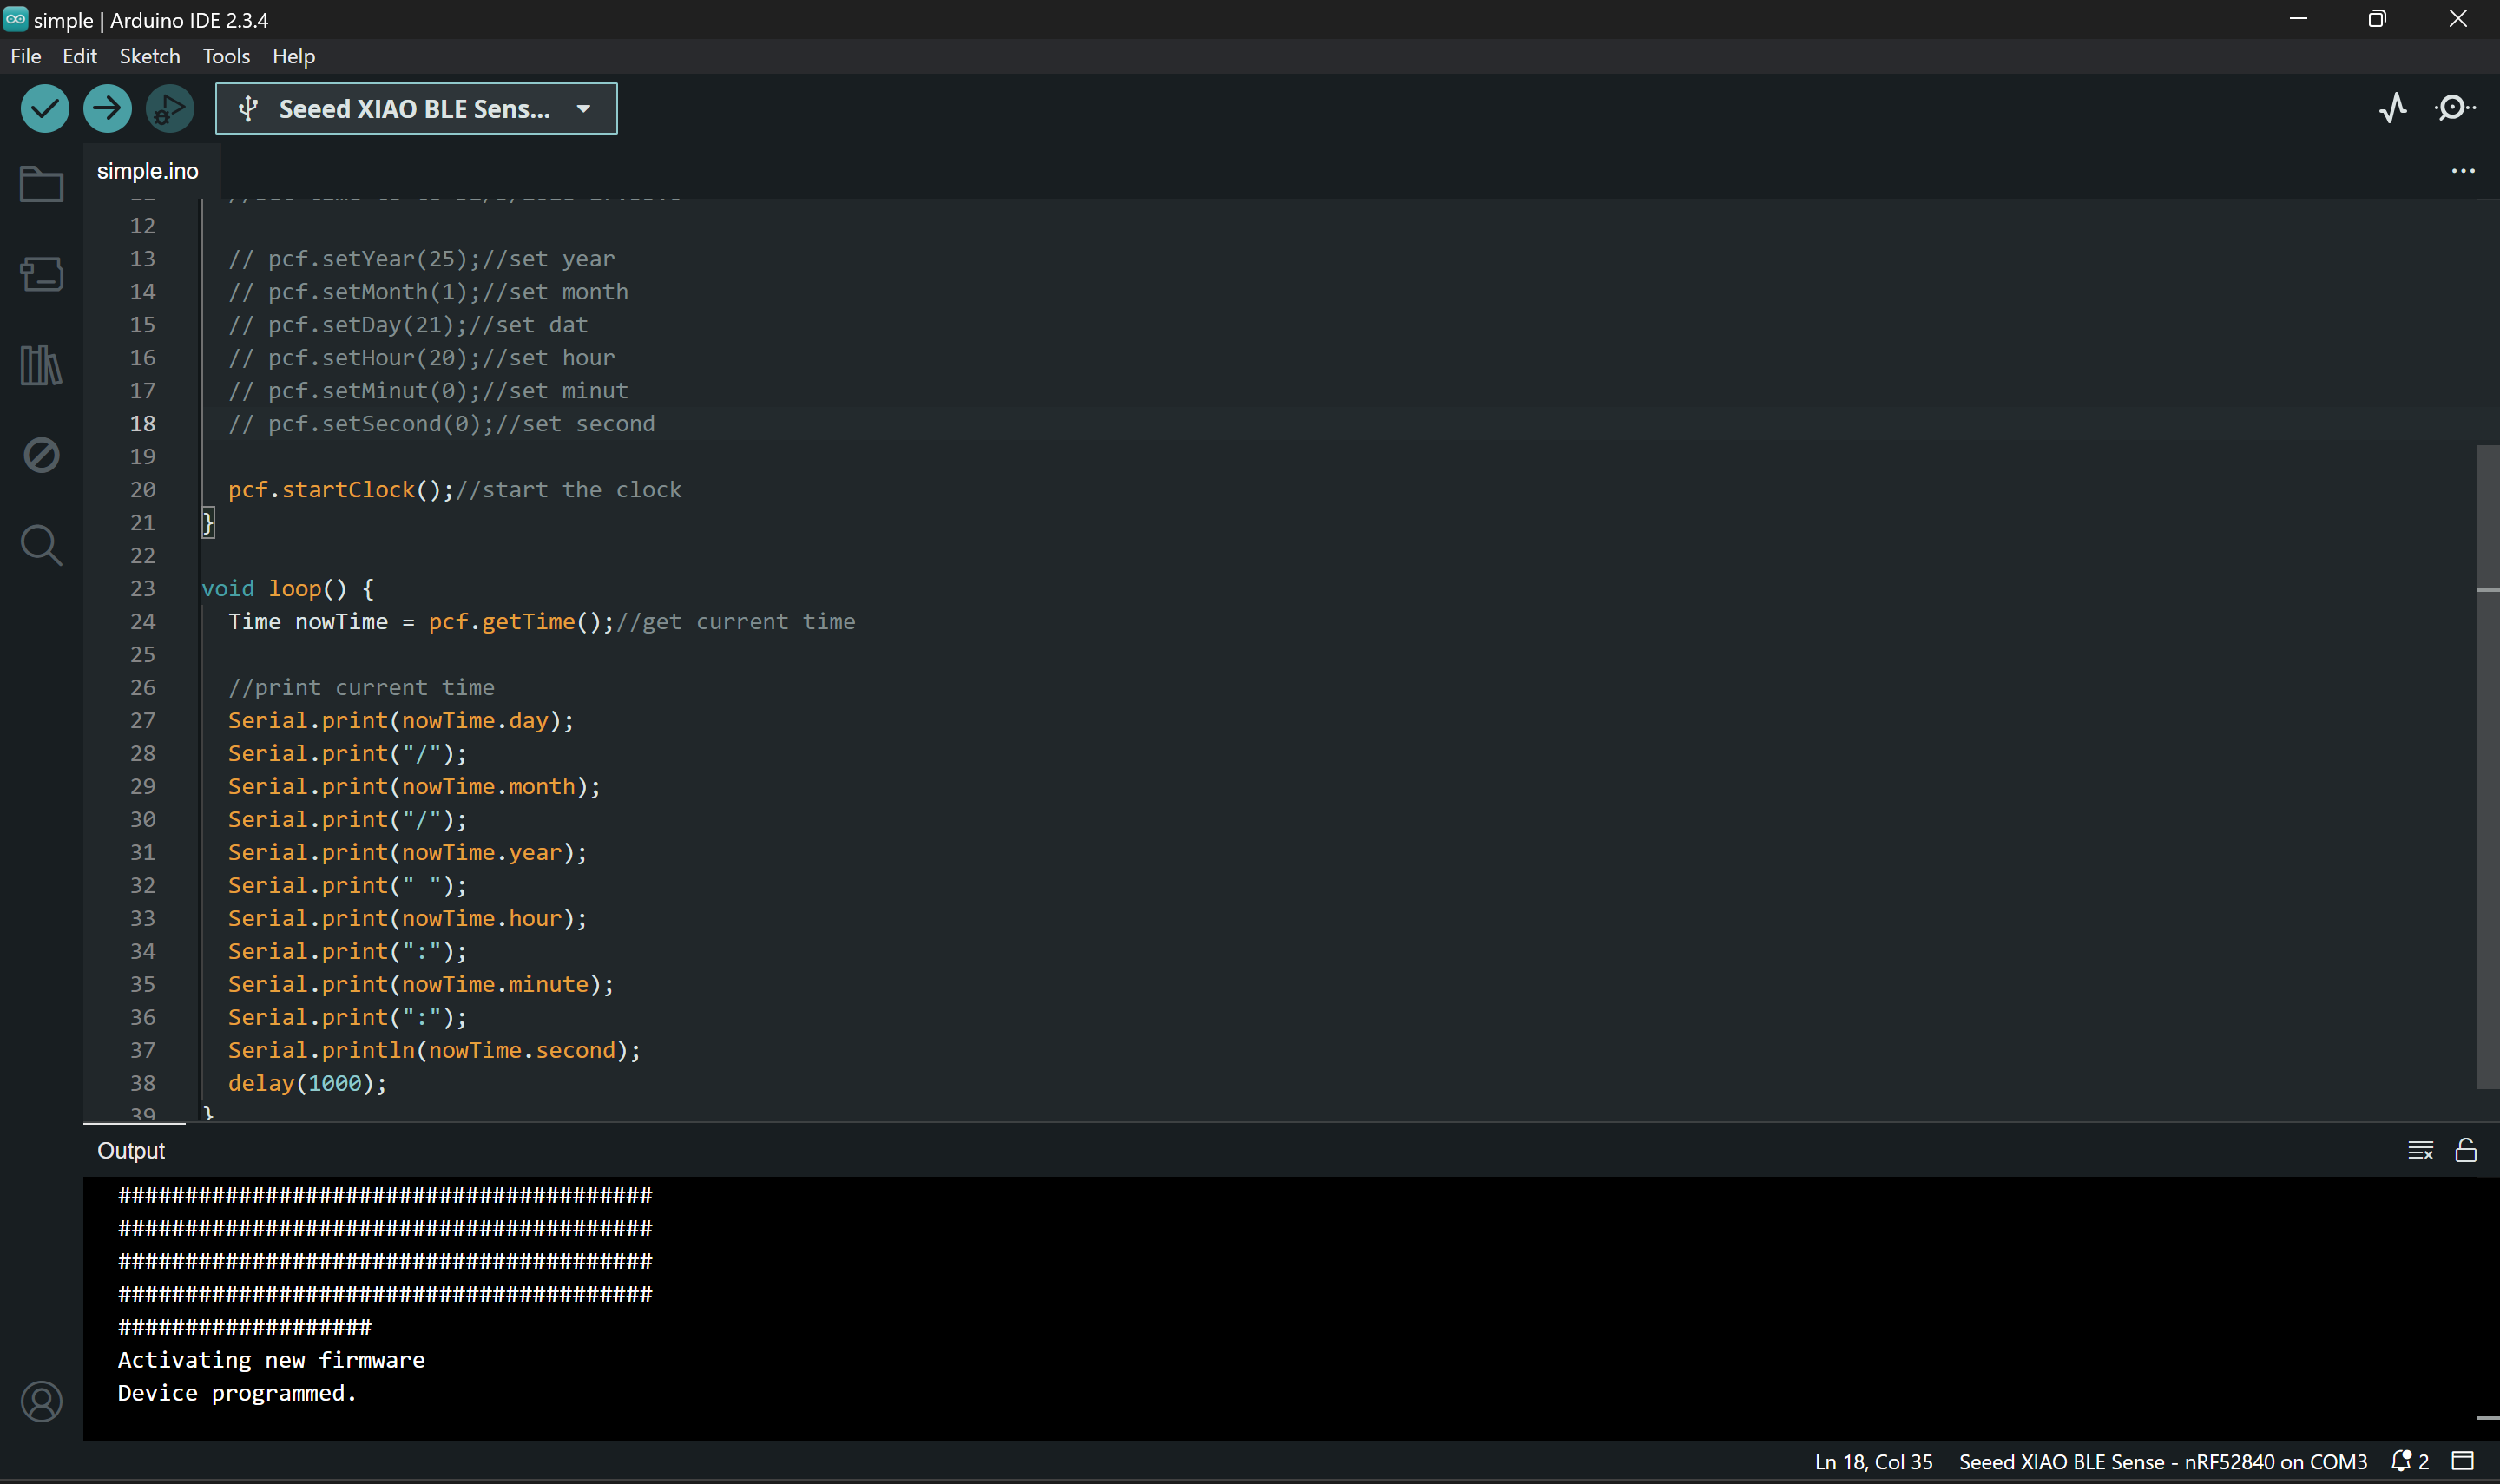 simple | Arduino IDE 2.3.4
File Edit Sketch Tools Help
Seeed XIAO BLE Sens...
simple.ino
12
13 // pcf.setYear(25);//set year
14 // pcf.setMonth(1);//set month
15 // pcf.setDay(21);//set dat
16 // pcf.setHour(20);//set hour
17 // pcf.setMinut(0);//set minut
18 // pcf.setSecond(0);//set second
19
20 pcf.startClock();//start the clock
21 }
22
23 void loop() {
24 Time nowTime = pcf.getTime();//get current time
25
26 //print current time
27 Serial.print(nowTime.day);
28 Serial.print("/");
29 Serial.print(nowTime.month);
30 Serial.print("/");
31 Serial.print(nowTime.year);
32 Serial.print(" ");
33 Serial.print(nowTime.hour);
34 Serial.print(":");
35 Serial.print(nowTime.minute);
36 Serial.print(":");
37 Serial.println(nowTime.second);
38 delay(1000);
39 }
Output
########################################
########################################
########################################
########################################
###################
Activating new firmware
Device programmed.
Ln 18, Col 35 Seeed XIAO BLE Sense - nRF52840 on COM3 2